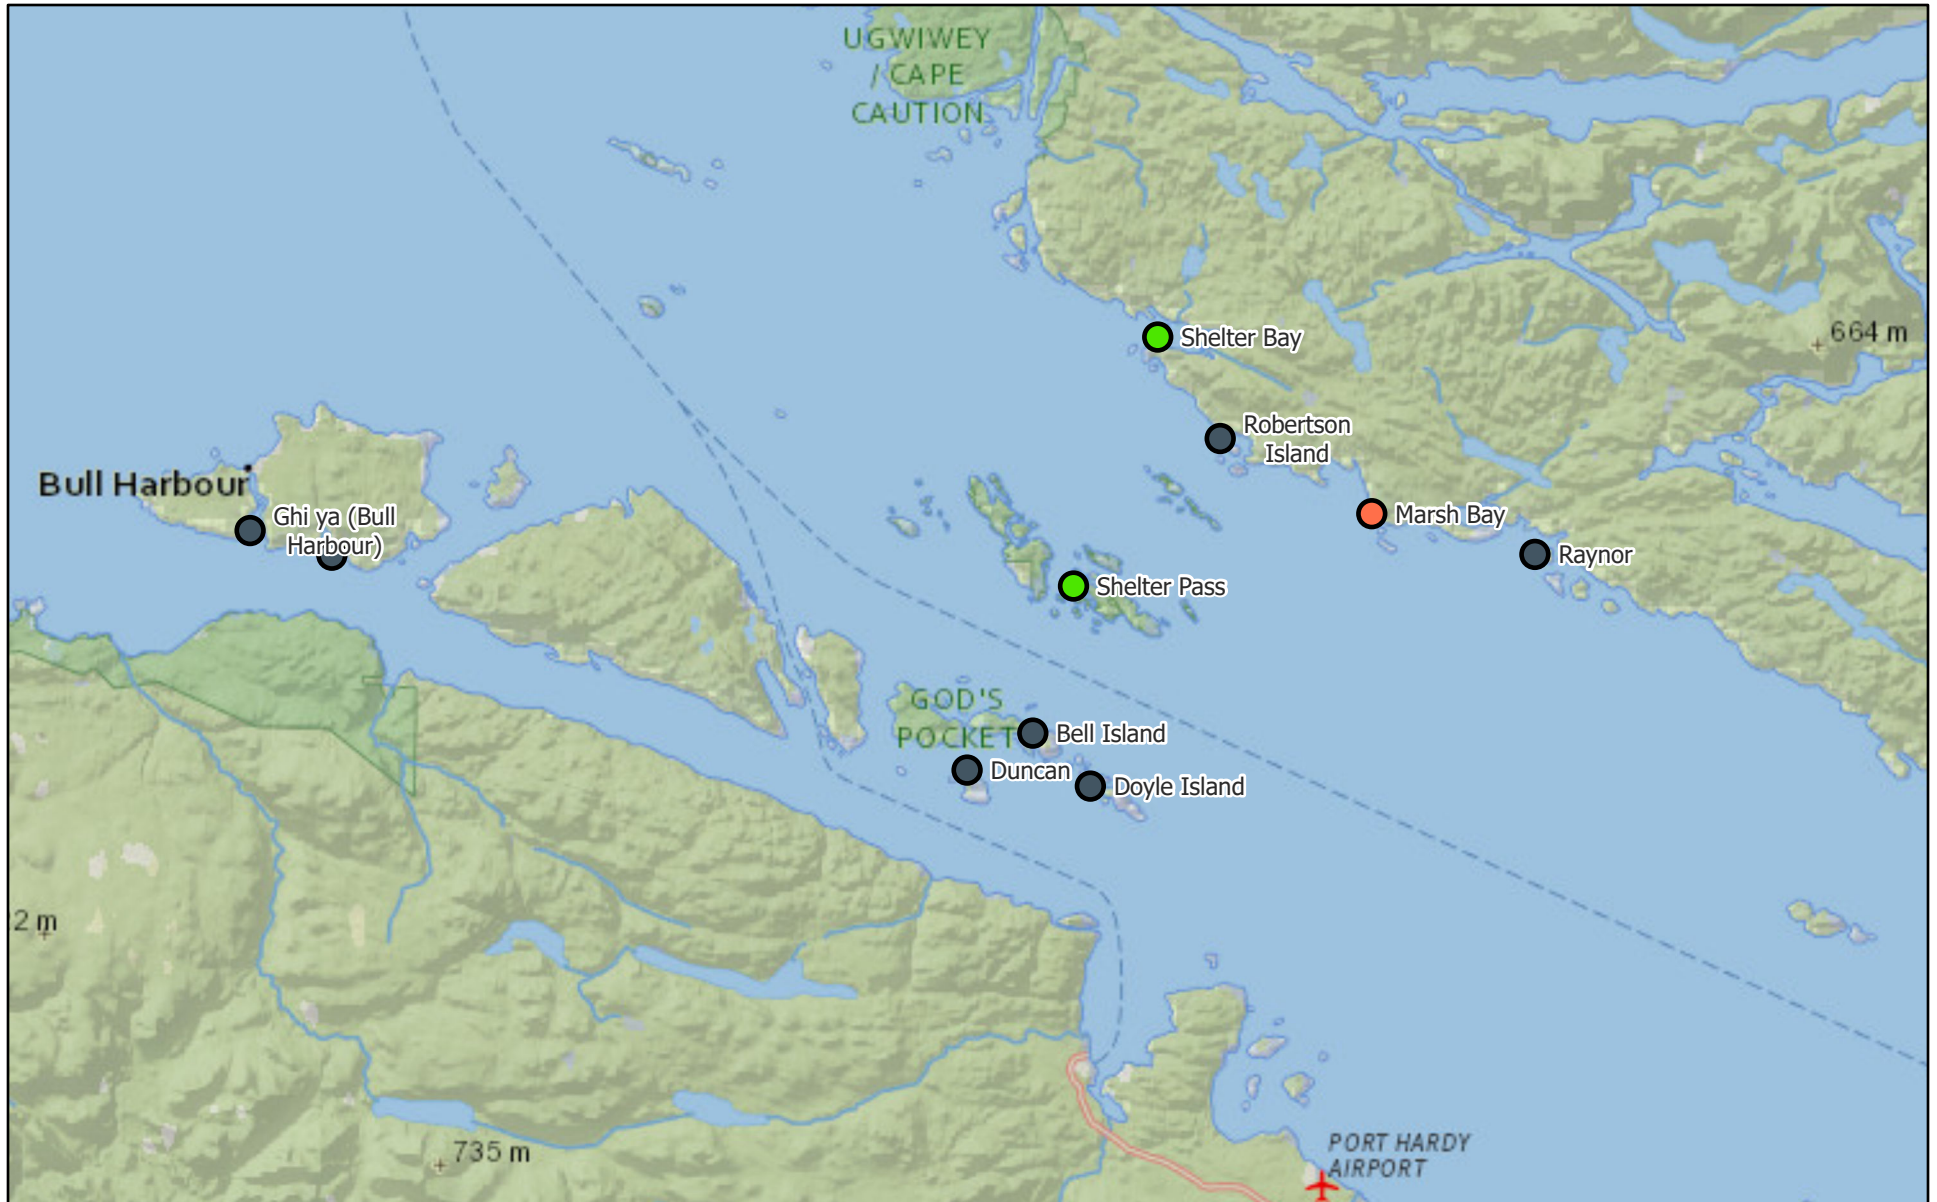 UGWIWEY
/ CAPE
CAUTION
664 m
Shelter Bay
Robertson
Island
Bull Harbour
Ghi ya (Bull
Harbour)
Marsh Bay
Raynor
Shelter Pass
GOD'S
POCKET
Bell Island
Duncan
Doyle Island
2 m
735 m
PORT HARDY
AIRPORT